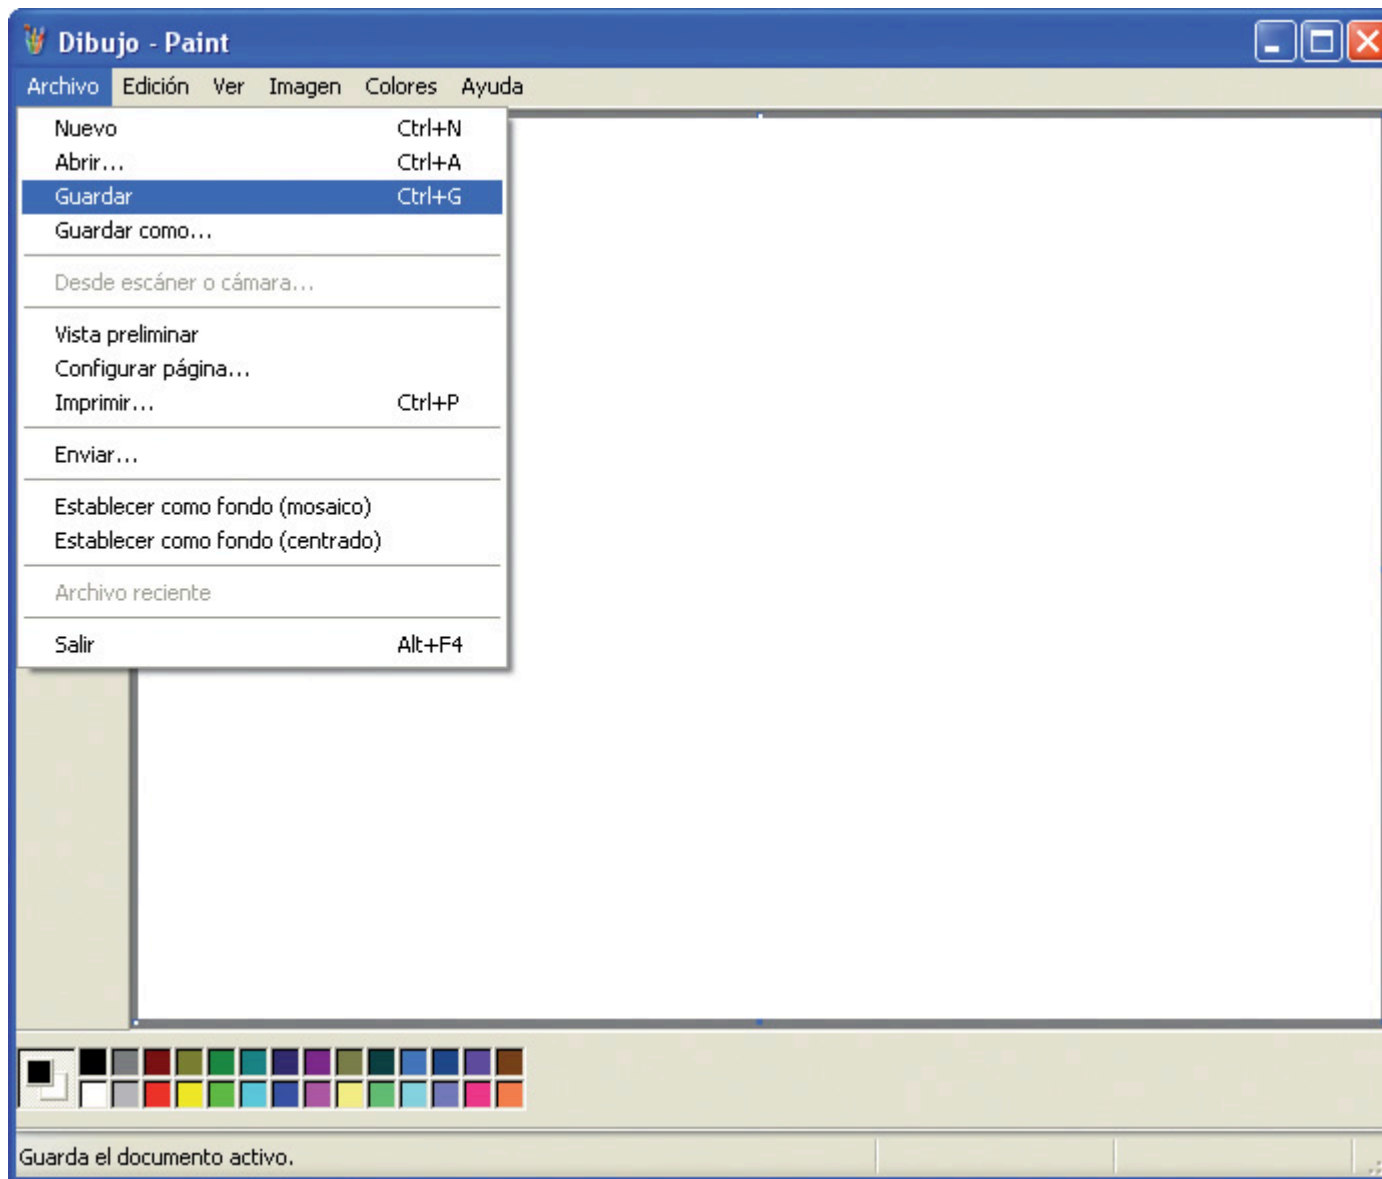 Dibujo - Paint
Archivo Edición Ver Imagen Colores Ayuda
Nuevo Ctrl+N
Abrir... Ctrl+A
Guardar Ctrl+G
Guardar como...
Desde escáner o cámara...
Vista preliminar
Configurar página...
Imprimir... Ctrl+P
Enviar...
Establecer como fondo (mosaico)
Establecer como fondo (centrado)
Archivo reciente
Salir Alt+F4
Guarda el documento activo.